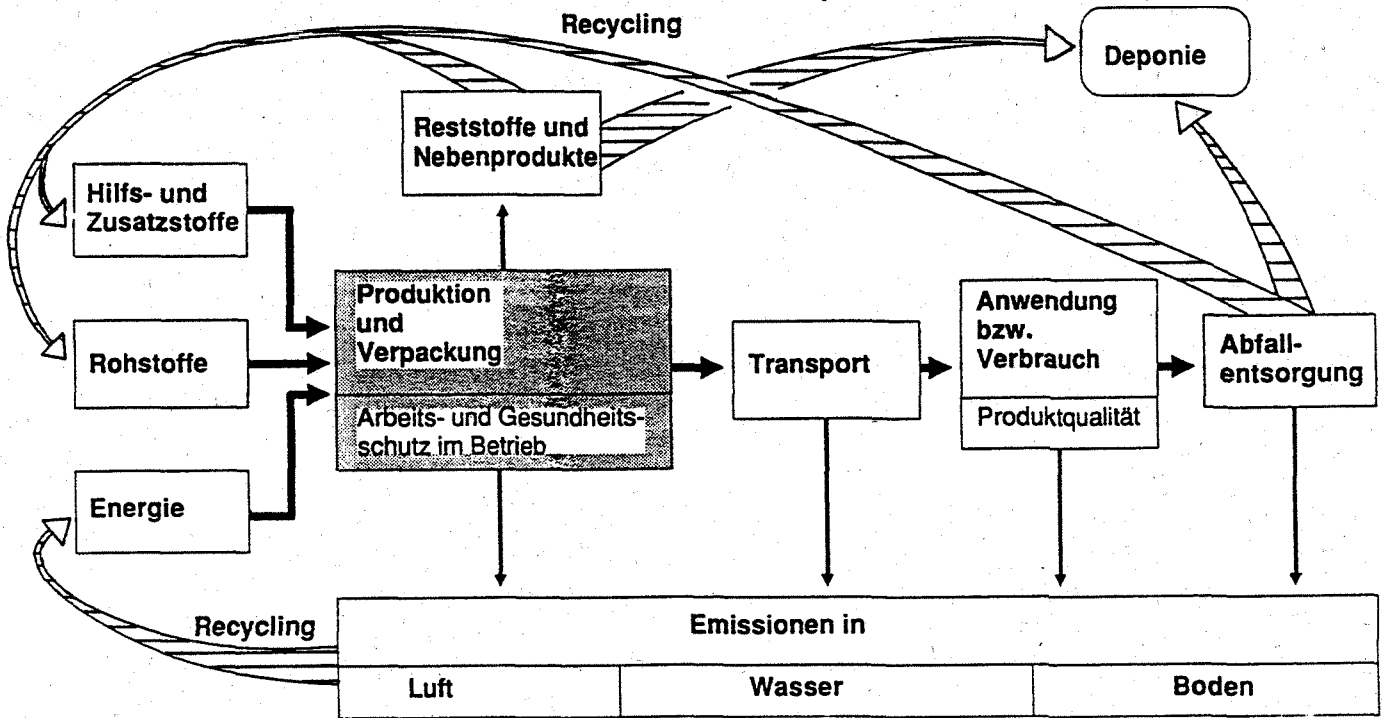 Recycling
Deponie
Reststoffe und
Nebenprodukte
Hilfs- und
Zusatzstoffe
Produktion
und
Verpackung
Anwendung
bzw.
Verbrauch
Rohstoffe
Transport
Abfall-
entsorgung
Arbeits- und Gesundheits-
schutz im Betrieb
Produktqualität
Energie
Recycling
Emissionen in
Luft
Wasser
Boden